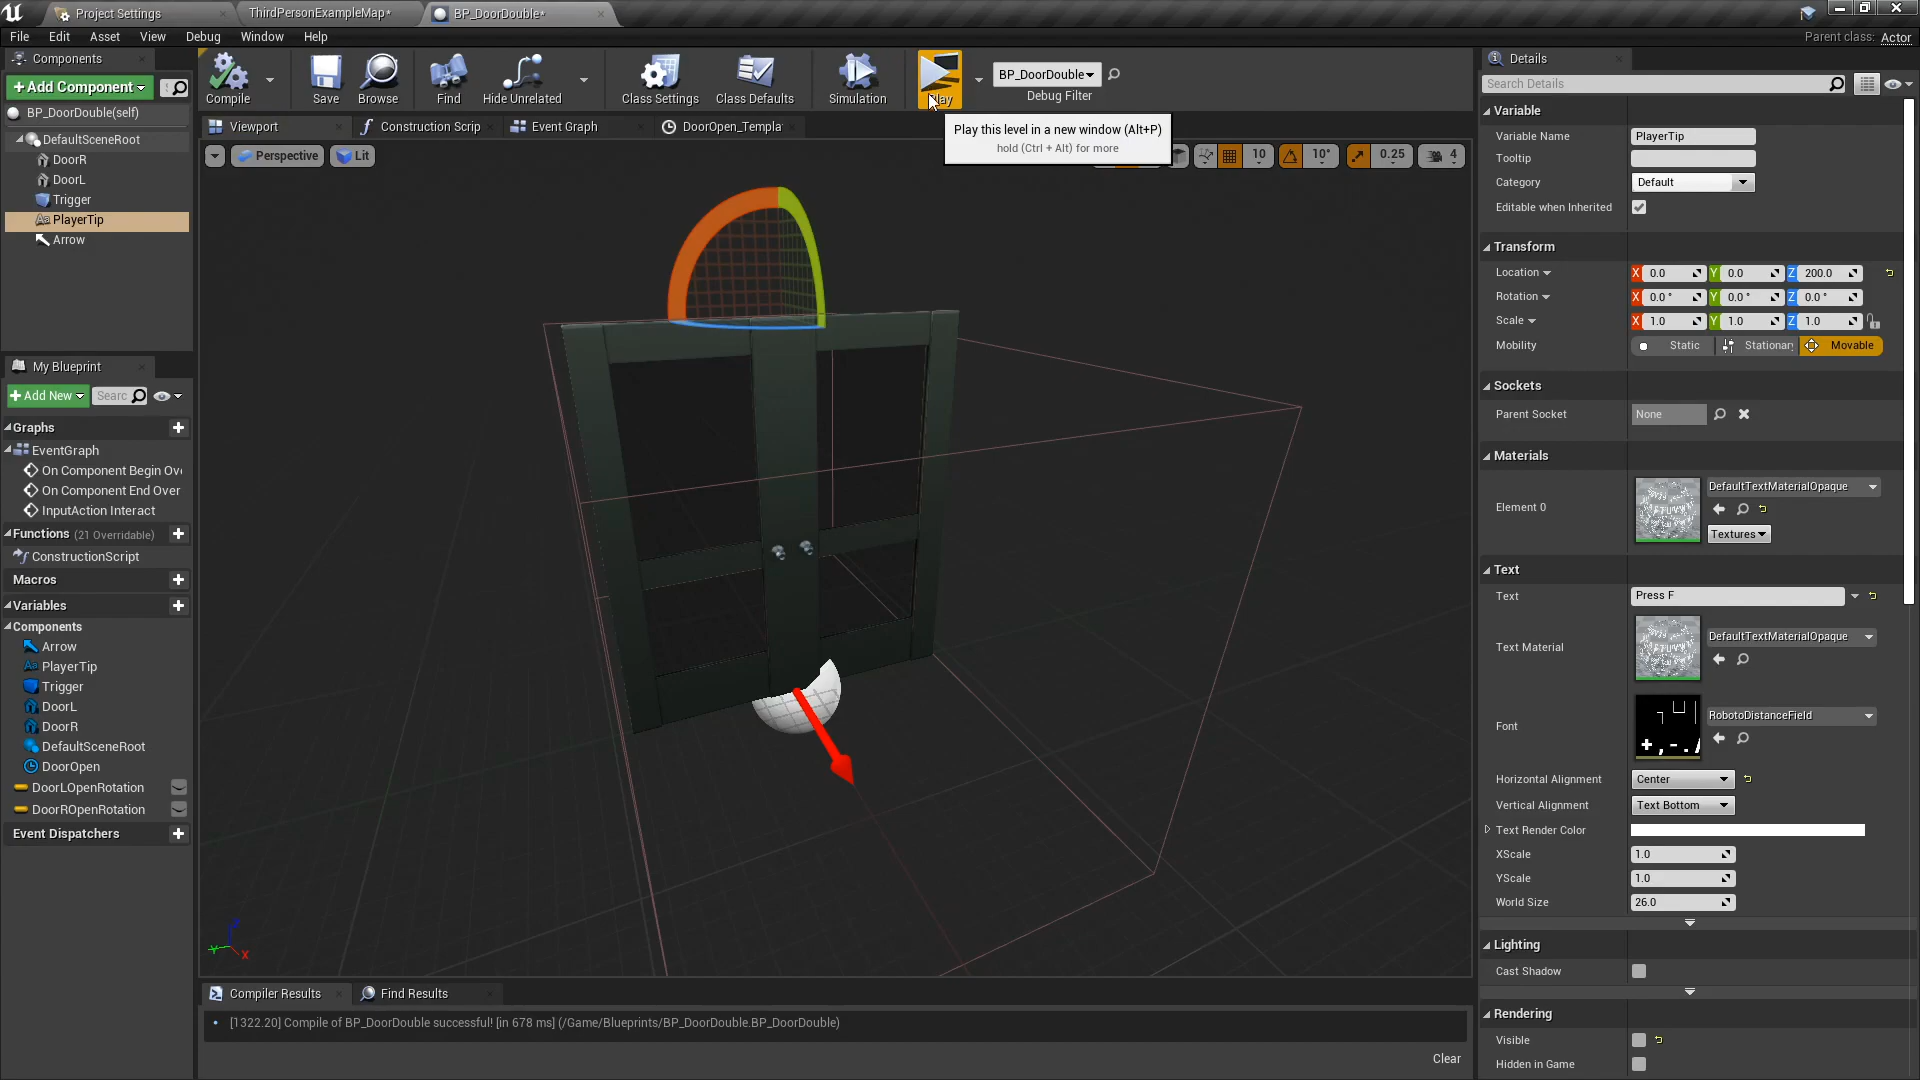 Project Settings
ThirdPersonExampleMap*
BP_DoorDouble*
File Edit Asset View Debug Window Help
Parent class: Actor
Components
+Add Component
BP_DoorDouble(self)
DefaultSceneRoot
DoorR
DoorL
Trigger
PlayerTip
Arrow
Compile
Save
Browse
Find
Hide Unrelated
Class Settings
Class Defaults
Simulation
Play
BP_DoorDouble
Debug Filter
Play this level in a new window (Alt+P)
hold (Ctrl + Alt) for more
Viewport
Construction Scrip
Event Graph
DoorOpen_Templa
Perspective
Lit
10
10°
0.25
4
My Blueprint
+Add New
Searc
Graphs
EventGraph
On Component Begin Ove
On Component End Over
InputAction Interact
Functions (21 Overridable)
ConstructionScript
Macros
Variables
Components
Arrow
PlayerTip
Trigger
DoorL
DoorR
DefaultSceneRoot
DoorOpen
DoorLOpenRotation
DoorROpenRotation
Event Dispatchers
Z
Y
X
Compiler Results
Find Results
[1322.20] Compile of BP_DoorDouble successful! [in 678 ms] (/Game/Blueprints/BP_DoorDouble.BP_DoorDouble)
Clear
Details
Search Details
Variable
Variable Name PlayerTip
Tooltip
Category Default
Editable when Inherited
Transform
Location X 0.0 Y 0.0 Z 200.0
Rotation X 0.0° Y 0.0° Z 0.0°
Scale X 1.0 Y 1.0 Z 1.0
Mobility Static Stationary Movable
Sockets
Parent Socket None
Materials
Element 0
DefaultTextMaterialOpaque
Textures
Text
Text Press F
Text Material
DefaultTextMaterialOpaque
Font
RobotoDistanceField
Horizontal Alignment Center
Vertical Alignment Text Bottom
Text Render Color
XScale 1.0
YScale 1.0
World Size 26.0
Lighting
Cast Shadow
Rendering
Visible
Hidden in Game